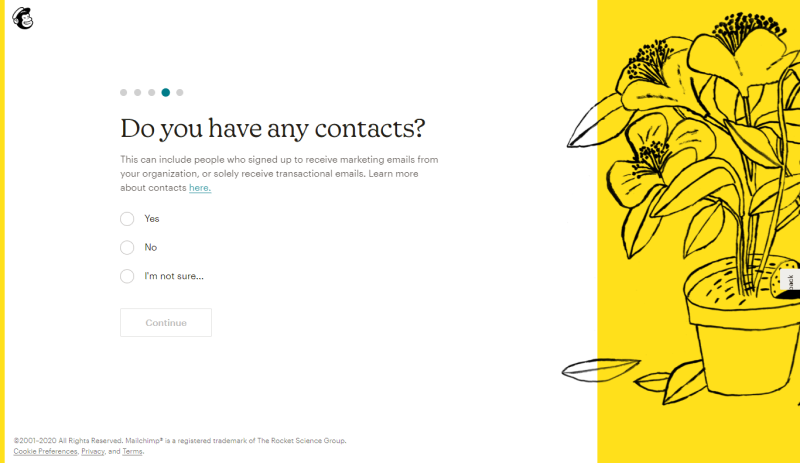 Do you have any contacts?
This can include people who signed up to receive marketing emails from
your organization, or solely receive transactional emails. Learn more
about contacts here.
Yes
No
I'm not sure...
Continue
back
©2001–2020 All Rights Reserved. Mailchimp® is a registered trademark of The Rocket Science Group.
Cookie Preferences, Privacy, and Terms.